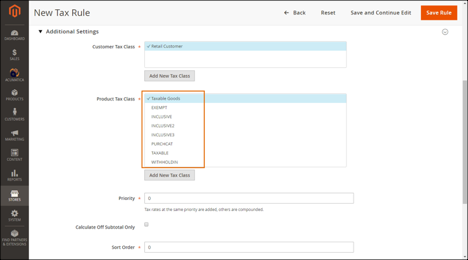 New Tax Rule
← Back
Reset
Save and Continue Edit
Save Rule
DASHBOARD
SALES
ACUMATICA
PRODUCTS
CUSTOMERS
MARKETING
CONTENT
REPORTS
STORES
SYSTEM
FIND PARTNERS
& EXTENSIONS
Additional Settings
Customer Tax Class *
✓ Retail Customer
Add New Tax Class
Product Tax Class *
✓ Taxable Goods
EXEMPT
INCLUSIVE
INCLUSIVE2
INCLUSIVE3
PURCHCAT
TAXABLE
WITHHOLDIN
Add New Tax Class
Priority *
0
Tax rates at the same priority are added, others are compounded.
Calculate Off Subtotal Only
Sort Order *
0